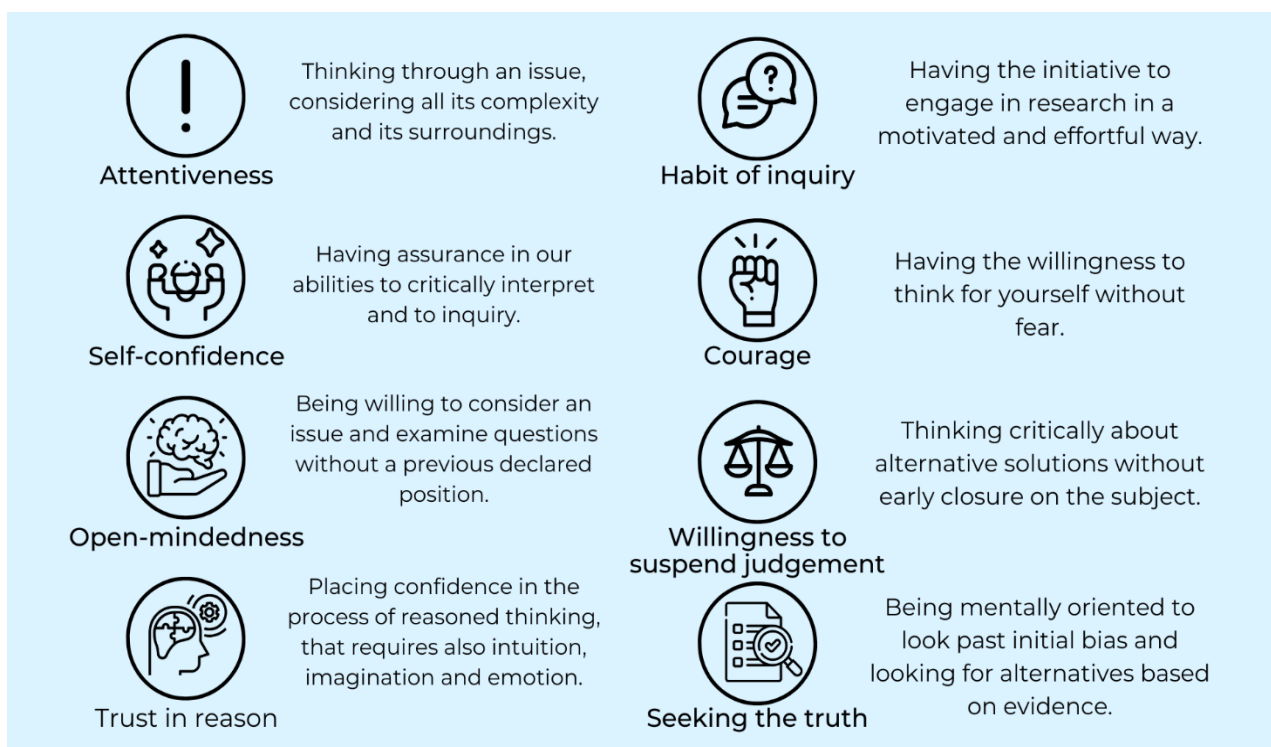 Thinking through an issue,
considering all its complexity
and its surroundings.
Attentiveness
?
Having the initiative to
engage in research in a
motivated and effortful way.
Habit of inquiry
Having assurance in our
abilities to critically interpret
and to inquiry.
Self-confidence
Having the willingness to
think for yourself without
fear.
Courage
Being willing to consider an
issue and examine questions
without a previous declared
position.
Open-mindedness
Thinking critically about
alternative solutions without
early closure on the subject.
Willingness to
suspend judgement
Placing confidence in the
process of reasoned thinking,
that requires also intuition,
imagination and emotion.
Trust in reason
Being mentally oriented to
look past initial bias and
looking for alternatives based
on evidence.
Seeking the truth